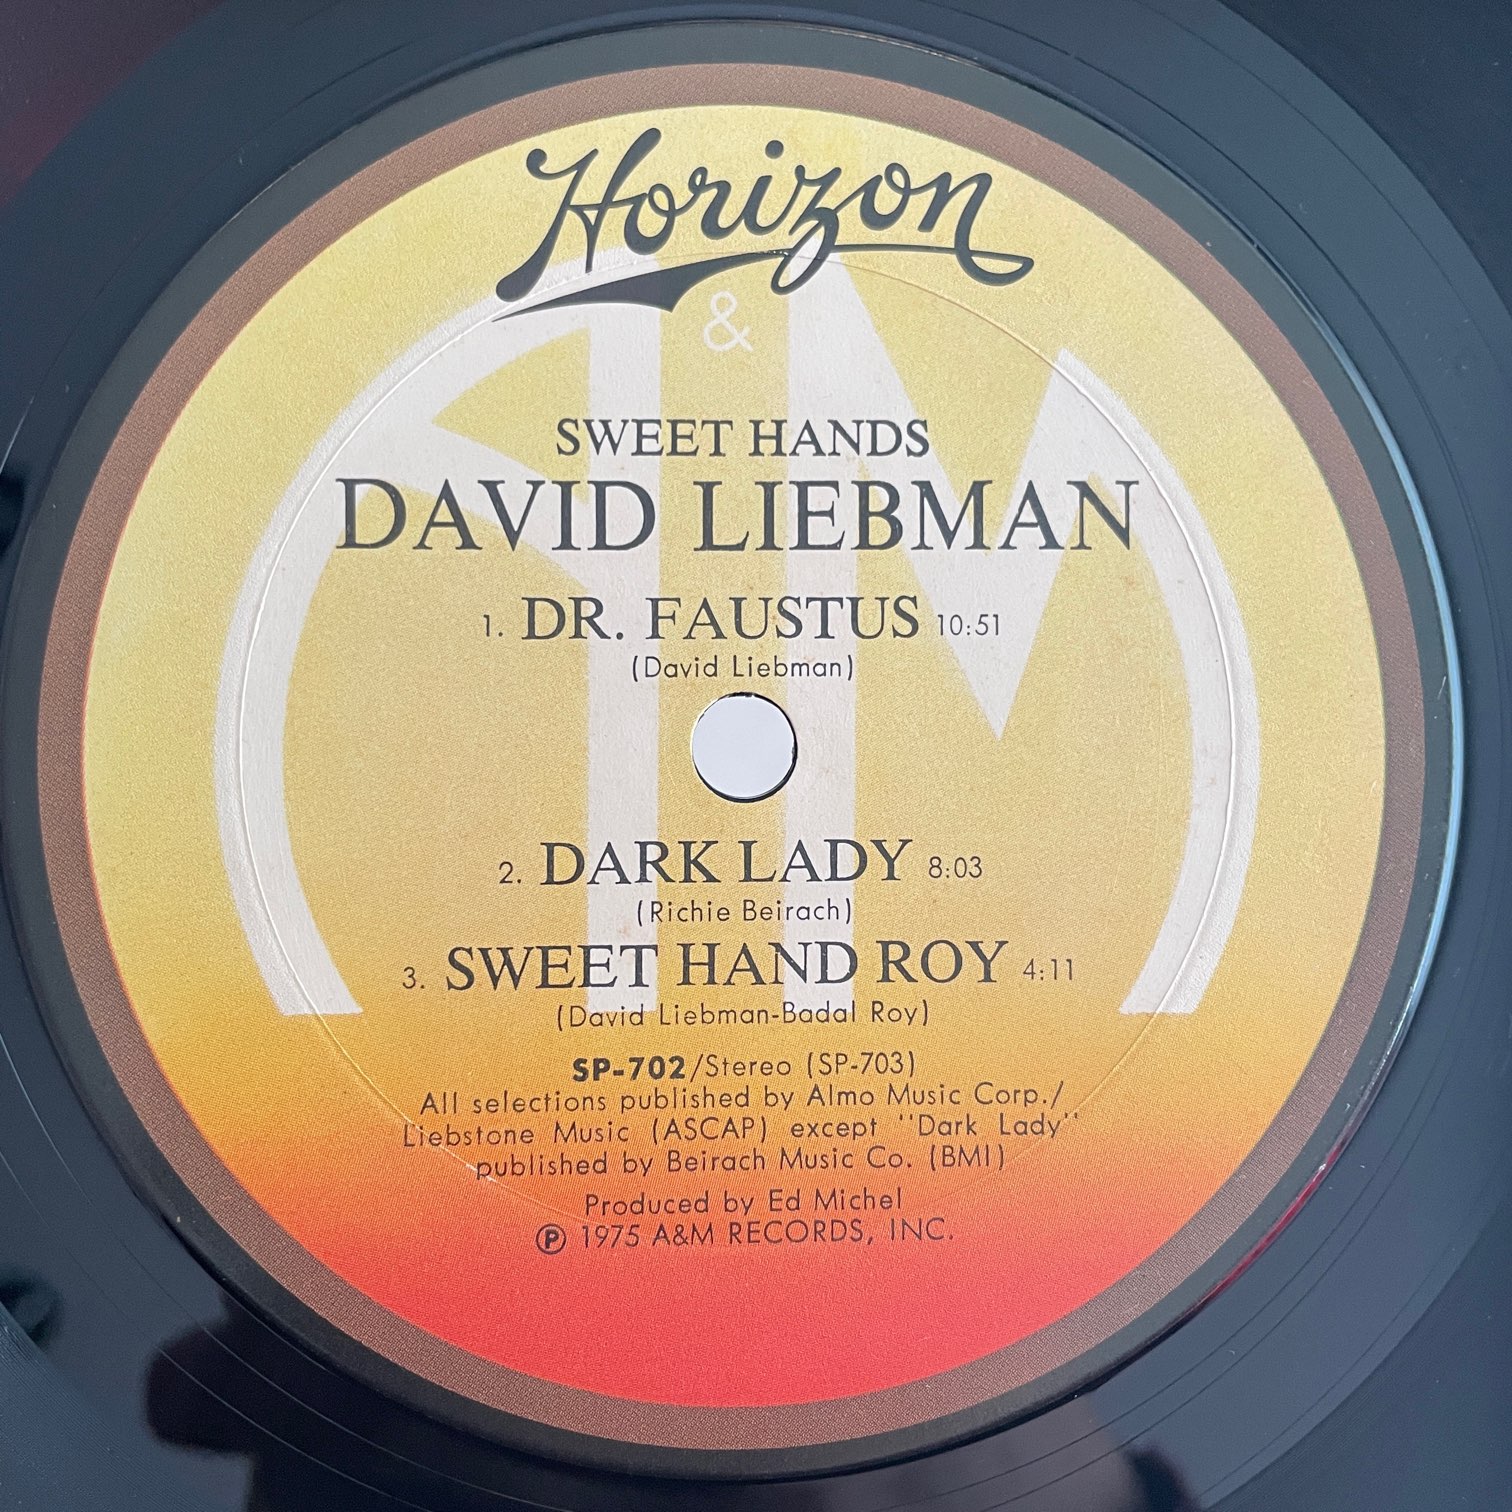 Horizon
&
AM
SWEET HANDS
DAVID LIEBMAN
1. DR. FAUSTUS 10:51
(David Liebman)
2. DARK LADY 8:03
(Richie Beirach)
3. SWEET HAND ROY 4:11
(David Liebman-Badal Roy)
SP-702/Stereo (SP-703)
All selections published by Almo Music Corp./
Liebstone Music (ASCAP) except "Dark Lady"
published by Beirach Music Co. (BMI)
Produced by Ed Michel
℗ 1975 A&M RECORDS, INC.